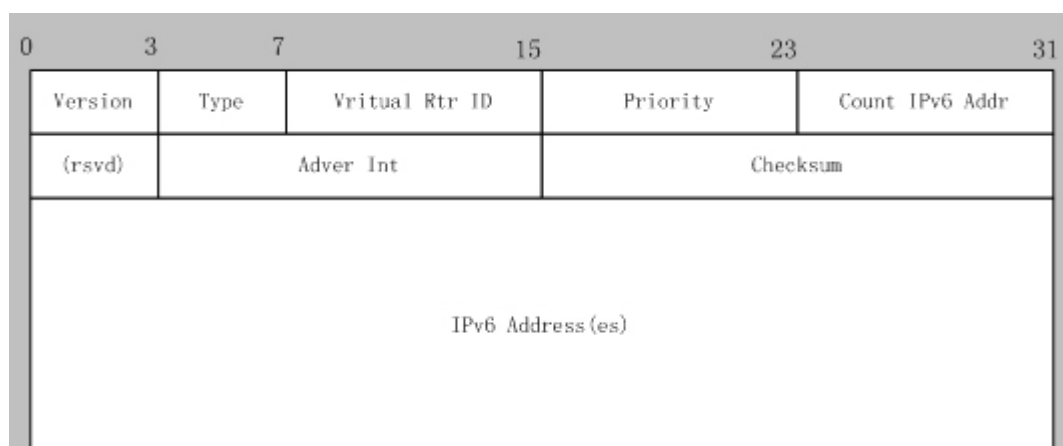 0 3 7 15 23 31
Version Type Vritual Rtr ID Priority Count IPv6 Addr
(rsvd) Adver Int Checksum
IPv6 Address(es)